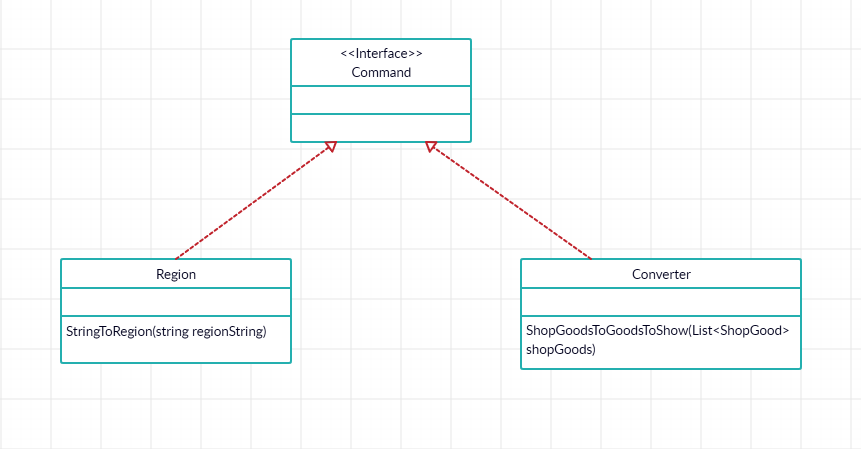 <<Interface>>
Command
Region
StringToRegion(string regionString)
Converter
ShopGoodsToGoodsToShow(List<ShopGood>
shopGoods)